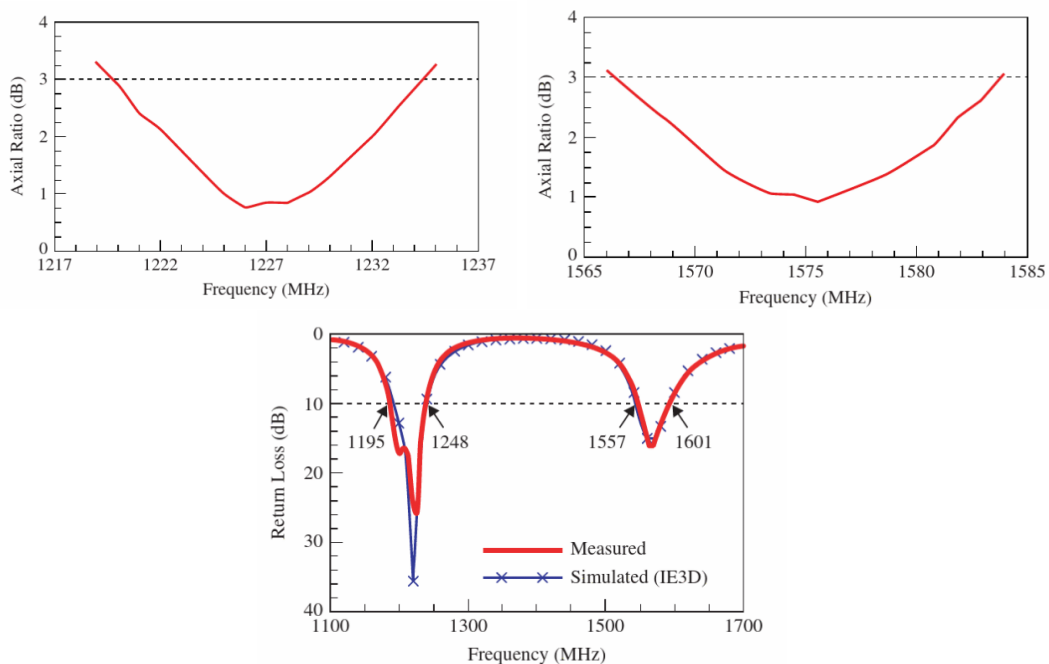 4
3
2
1
0
Axial Ratio (dB)
1217 1222 1227 1232 1237
Frequency (MHz)
4
3
2
1
0
Axial Ratio (dB)
1565 1570 1575 1580 1585
Frequency (MHz)
0
10
20
30
40
Return Loss (dB)
1195 1248 1557 1601
Measured
Simulated (IE3D)
1100 1300 1500 1700
Frequency (MHz)